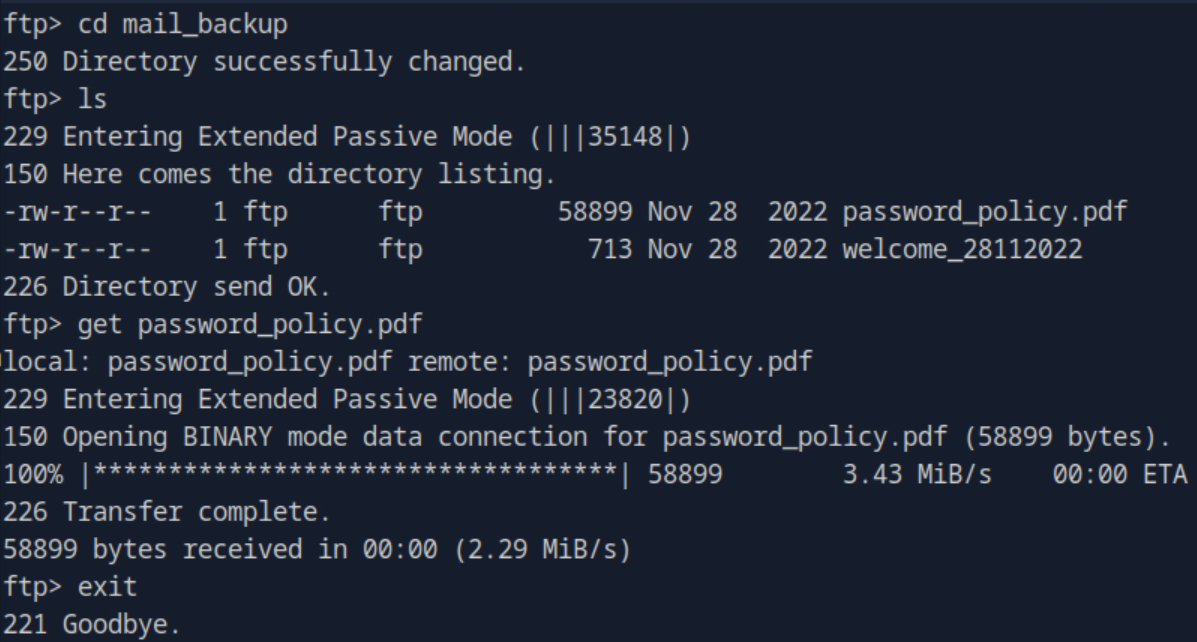 ftp> cd mail_backup
250 Directory successfully changed.
ftp> ls
229 Entering Extended Passive Mode (|||35148|)
150 Here comes the directory listing.
-rw-r--r--    1 ftp      ftp         58899 Nov 28  2022 password_policy.pdf
-rw-r--r--    1 ftp      ftp           713 Nov 28  2022 welcome_28112022
226 Directory send OK.
ftp> get password_policy.pdf
local: password_policy.pdf remote: password_policy.pdf
229 Entering Extended Passive Mode (|||23820|)
150 Opening BINARY mode data connection for password_policy.pdf (58899 bytes).
100% |***********************************| 58899        3.43 MiB/s    00:00 ETA
226 Transfer complete.
58899 bytes received in 00:00 (2.29 MiB/s)
ftp> exit
221 Goodbye.